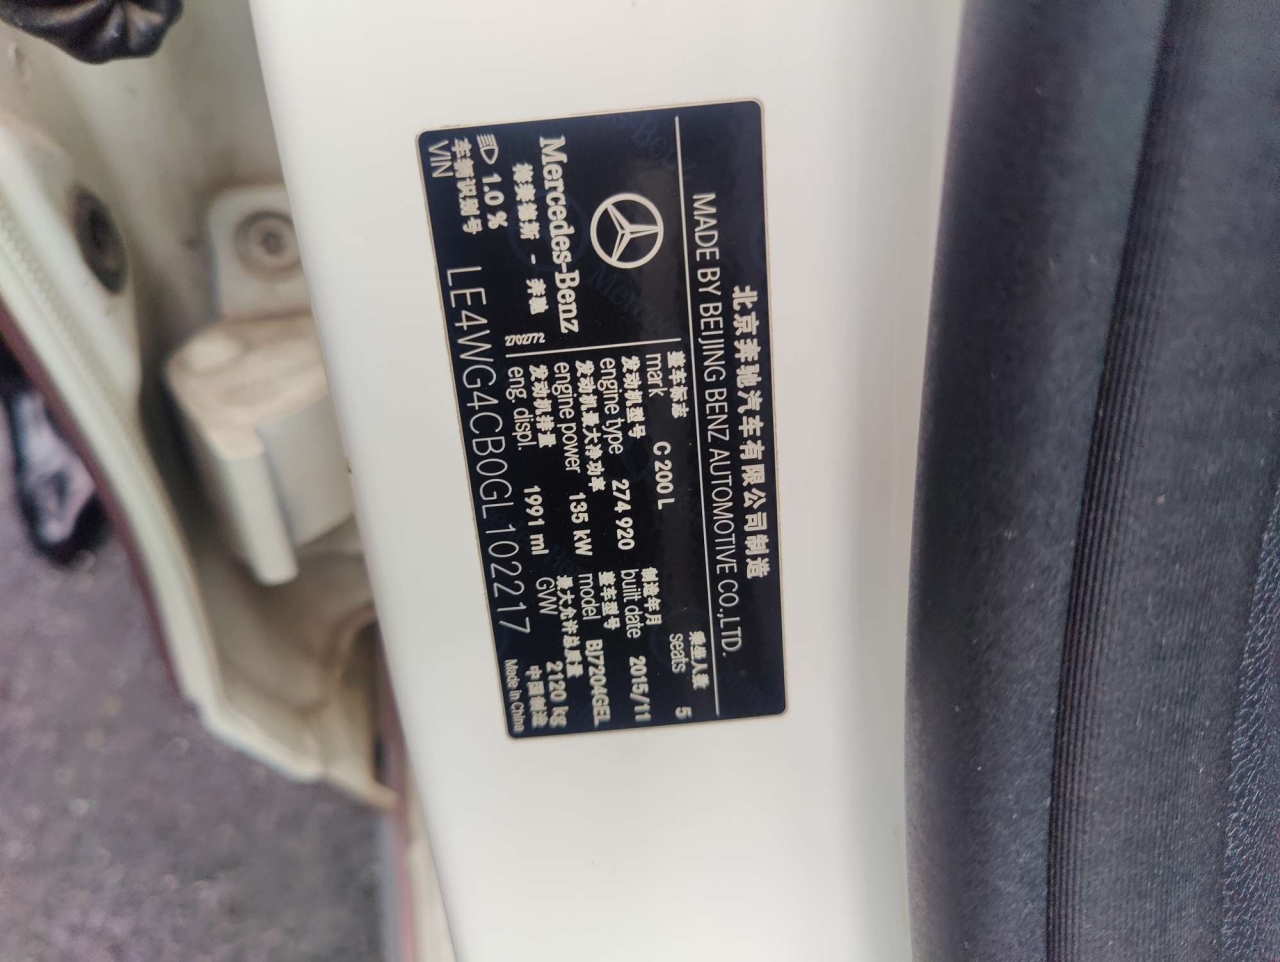 北京奔驰汽车有限公司制造
MADE BY BEIJING BENZ AUTOMOTIVE CO.,LTD.
Mercedes-Benz
梅赛德斯 - 奔驰
1.0 %
2702772
整车标志
mark C 200 L
乘坐人数
seats 5
发动机型号
engine type 274 920
制造年月
built date 2015/11
发动机最大净功率
engine power 135 kW
整车型号
model BJ7204GEL
发动机排量
eng. displ. 1991 ml
最大允许总质量
GVW 2120 kg
车辆识别号
VIN LE4WG4CB0GL102217
中国制造
Made In China